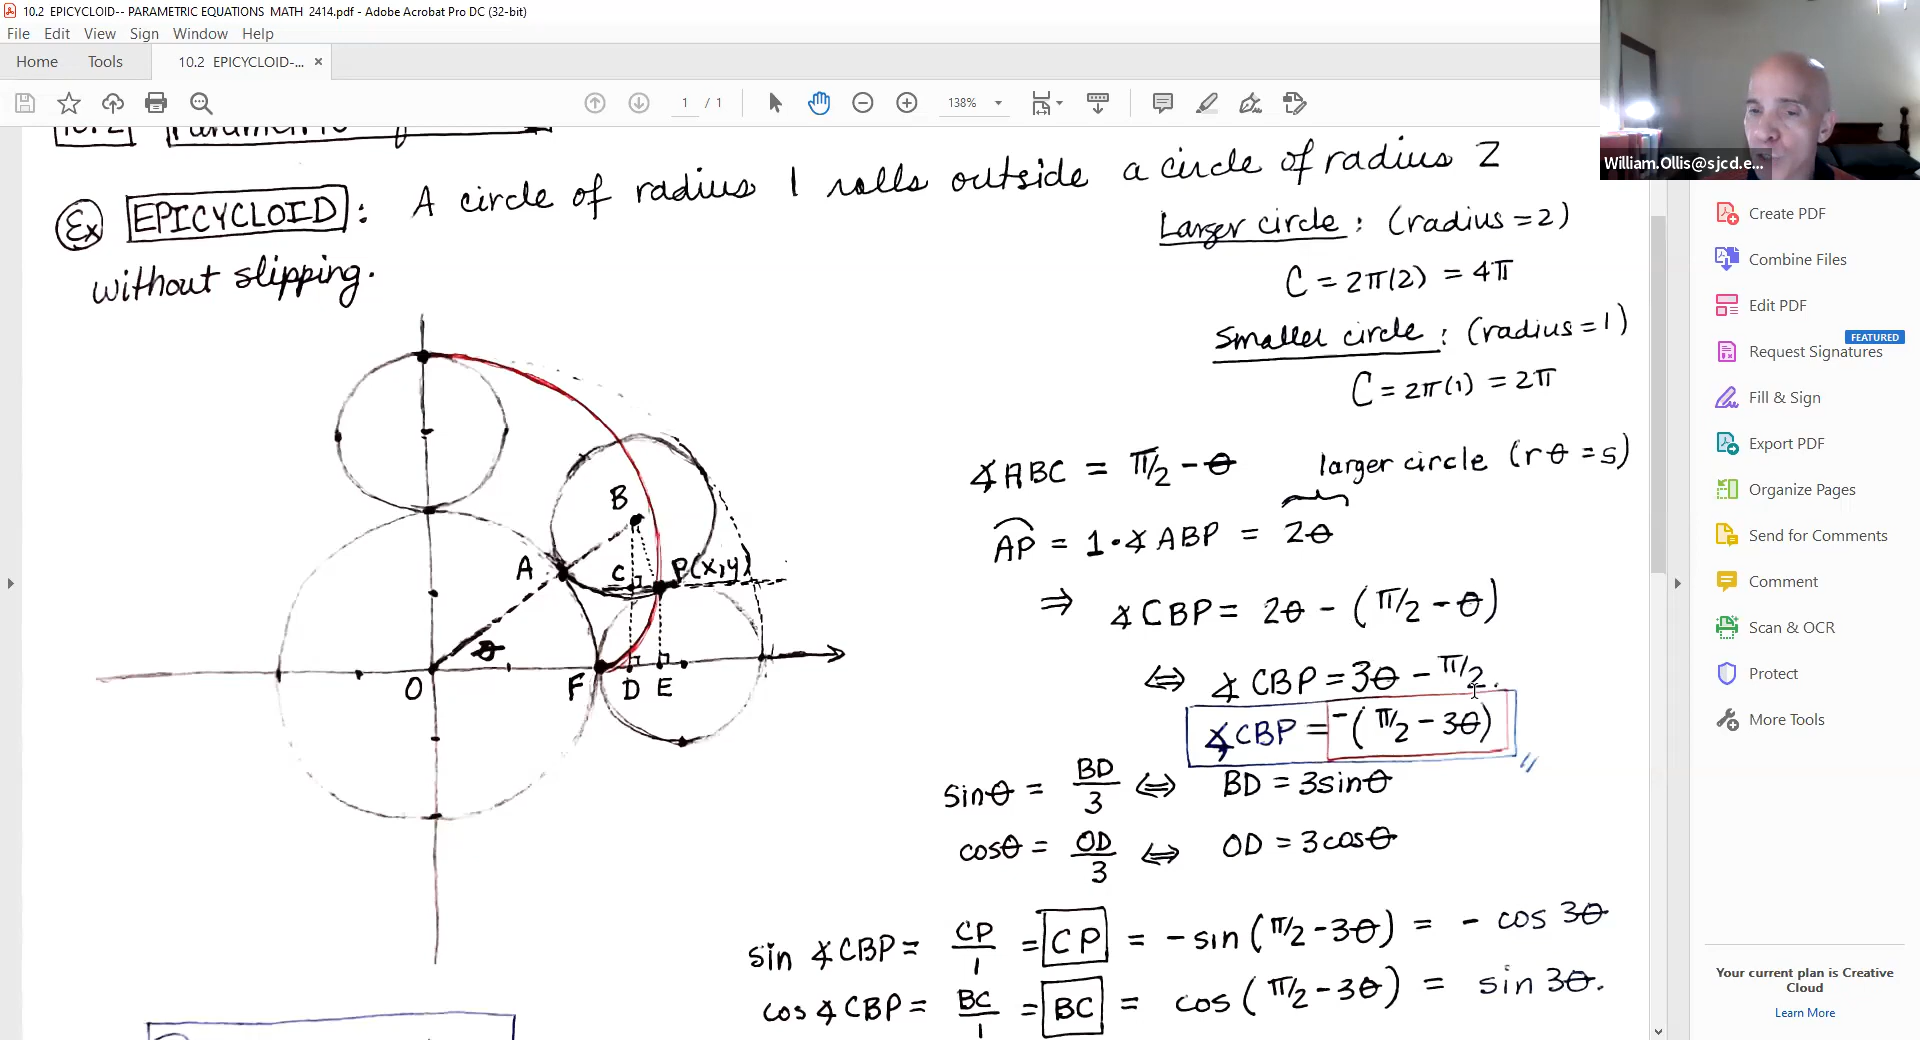 10.2 EPICYCLOID-- PARAMETRIC EQUATIONS MATH 2414.pdf - Adobe Acrobat Pro DC (32-bit)
File Edit View Sign Window Help
Home Tools 10.2 EPICYCLOID-... ×
1 / 1 138%
William.Ollis@sjcd.e...
10.2 Parametric
Ex EPICYCLOID: A circle of radius 1 rolls outside a circle of radius 2
without slipping.
Larger circle: (radius = 2)
C = 2π(2) = 4π
Smaller circle: (radius = 1)
C = 2π(1) = 2π
B
A
C
P(x,y)
θ
O F D E
∡ABC = π/2 - θ larger circle (rθ = s)
AP = 1·∡ABP = 2θ
⇒ ∡CBP = 2θ - (π/2 - θ)
⇔ ∡CBP = 3θ - π/2.
∡CBP = -(π/2 - 3θ)
sinθ = BD/3 ⇔ BD = 3sinθ
cosθ = OD/3 ⇔ OD = 3cosθ
sin ∡CBP = CP/1 = CP = -sin(π/2 - 3θ) = - cos 3θ
cos ∡CBP = BC/1 = BC = cos(π/2 - 3θ) = sin 3θ.
Create PDF
Combine Files
Edit PDF
FEATURED
Request Signatures
Fill & Sign
Export PDF
Organize Pages
Send for Comments
Comment
Scan & OCR
Protect
More Tools
Your current plan is Creative
Cloud
Learn More